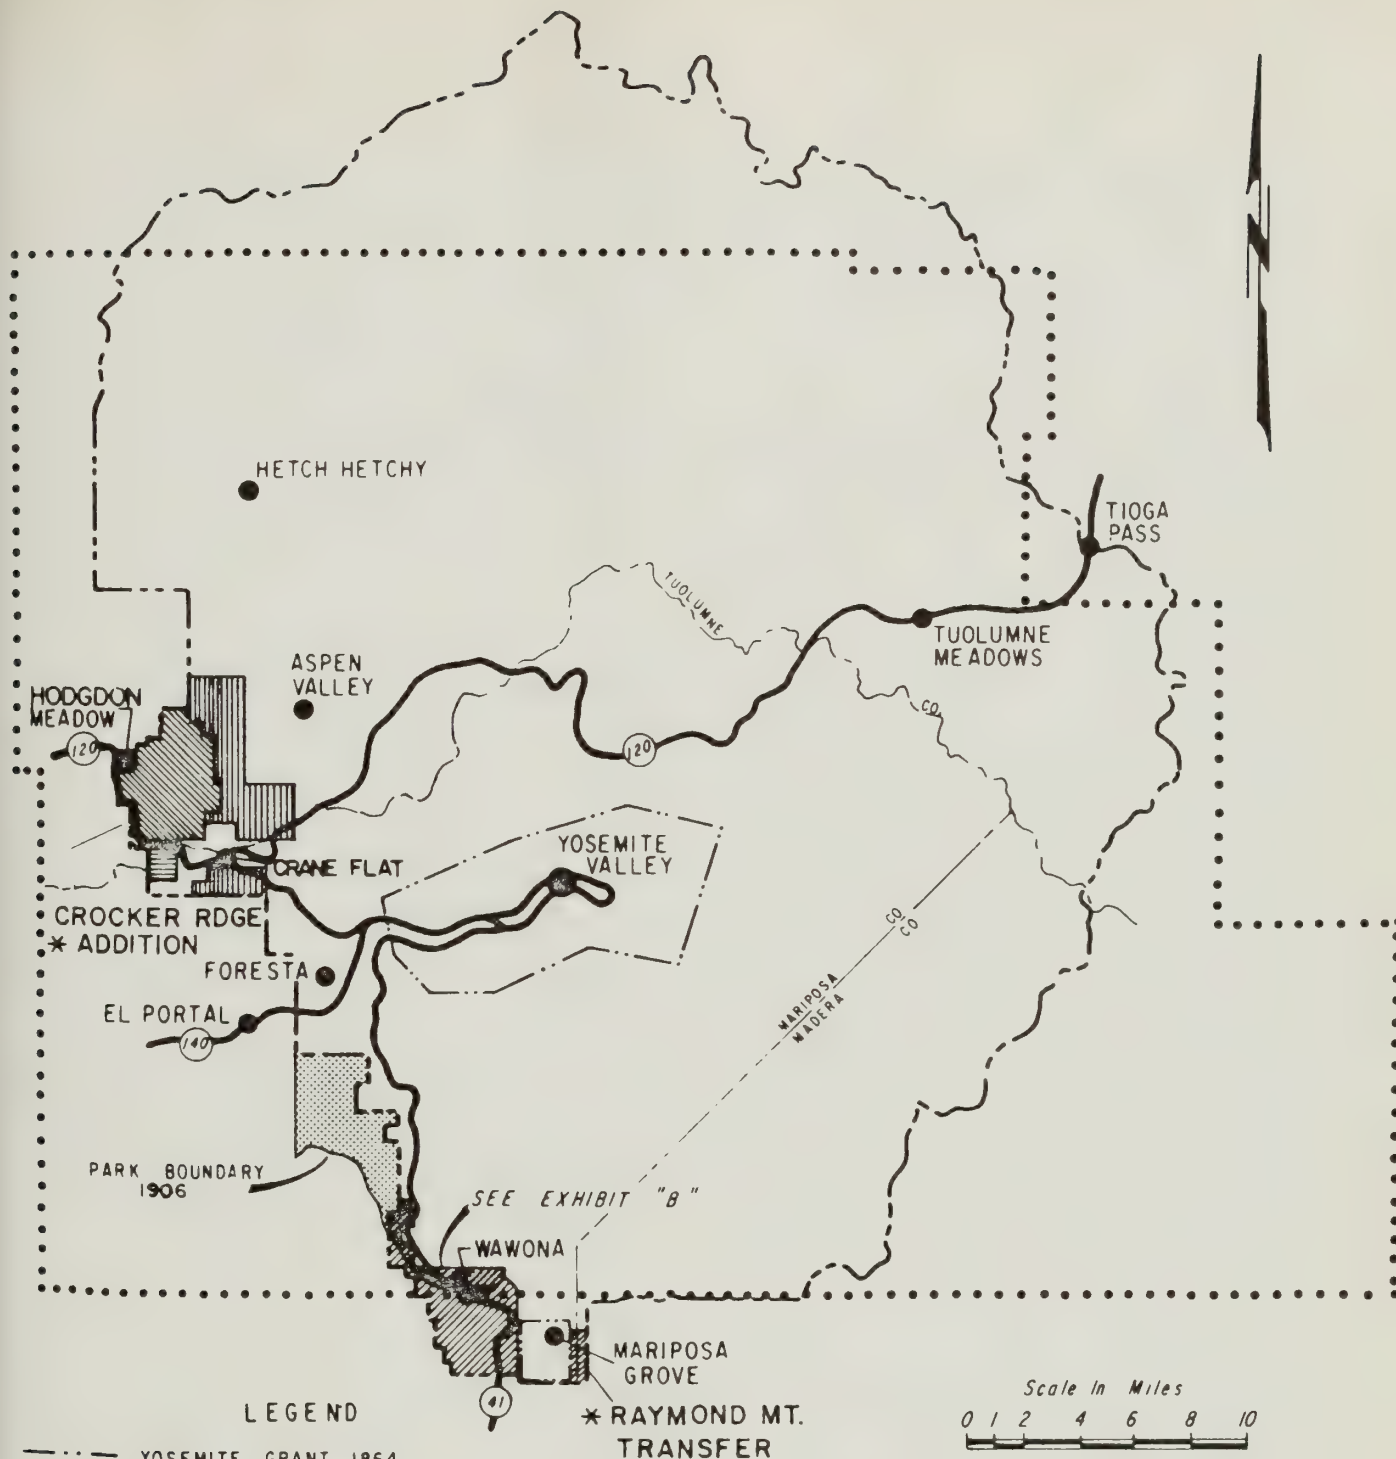 HETCH HETCHY
TIOGA
PASS
TUOLUMNE
TUOLUMNE
MEADOWS
ASPEN
VALLEY
HODGDON
MEADOW
120
CO.
120
YOSEMITE
VALLEY
CRANE FLAT
CROCKER RDGE
* ADDITION
CO
CO
FORESTA
MARIPOSA
MADERA
EL PORTAL
140
PARK BOUNDARY
1906
SEE EXHIBIT "B"
WAWONA
MARIPOSA
GROVE
41
* RAYMOND MT.
TRANSFER
Scale In Miles
0 1 2 4 6 8 10
LEGEND
YOSEMITE GRANT 1864